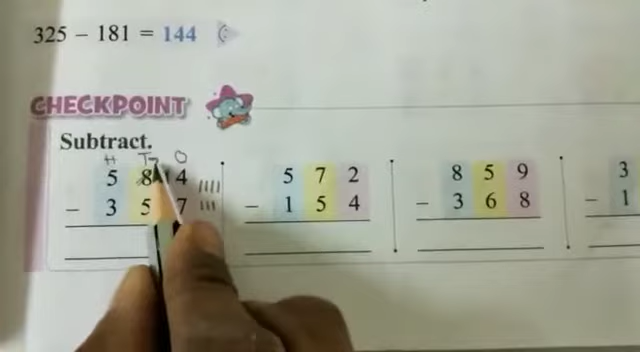 325 − 181 = 144
CHECKPOINT
Subtract.
H T O
5 8 14 5 7 2 8 5 9 3
− 3 5 7 − 1 5 4 − 3 6 8 − 1